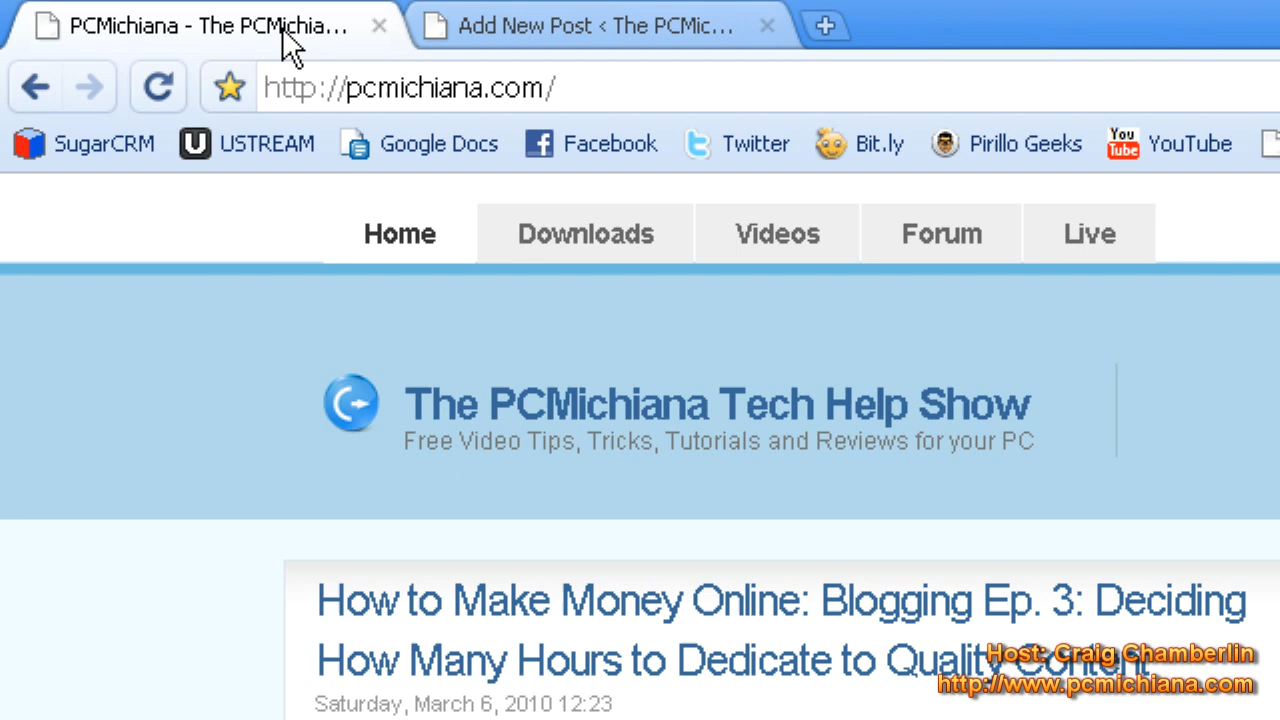 PCMichiana - The PCMichia...
Add New Post < The PCMic...
http://pcmichiana.com/
SugarCRM
USTREAM
Google Docs
Facebook
Twitter
Bit.ly
Pirillo Geeks
You Tube
YouTube
Home
Downloads
Videos
Forum
Live
The PCMichiana Tech Help Show
Free Video Tips, Tricks, Tutorials and Reviews for your PC
How to Make Money Online: Blogging Ep. 3: Deciding
How Many Hours to Dedicate to Quality Content
Host: Craig Chamberlin
http://www.pcmichiana.com
Saturday, March 6, 2010 12:23